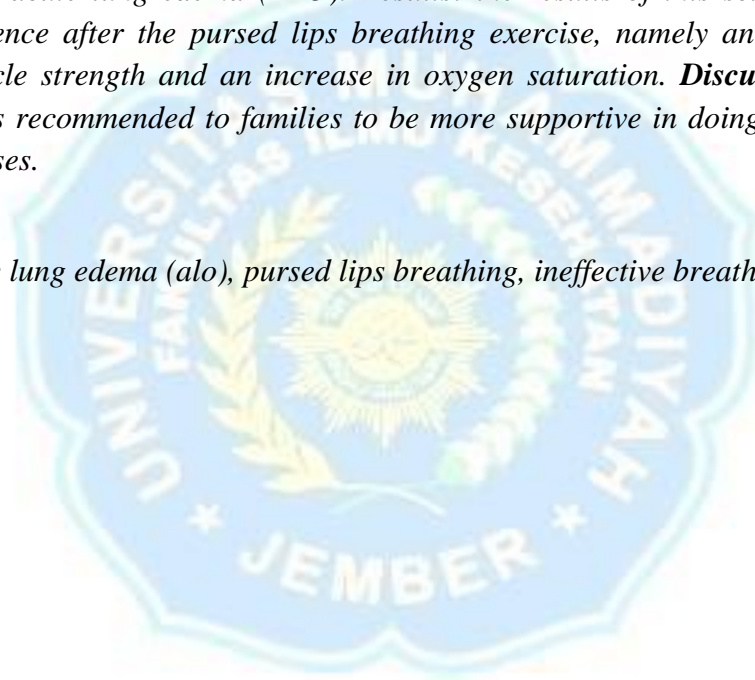 lung edema (ALO). Results: the results of this
ence after the pursed lips breathing exercise, namely an
cle strength and an increase in oxygen saturation. Discu
s recommended to families to be more supportive in doing
ses.
lung edema (alo), pursed lips breathing, ineffective breath
UNIVERSITAS MUHAMMADIYAH
FAKULTAS ILMU KESEHATAN
JEMBER